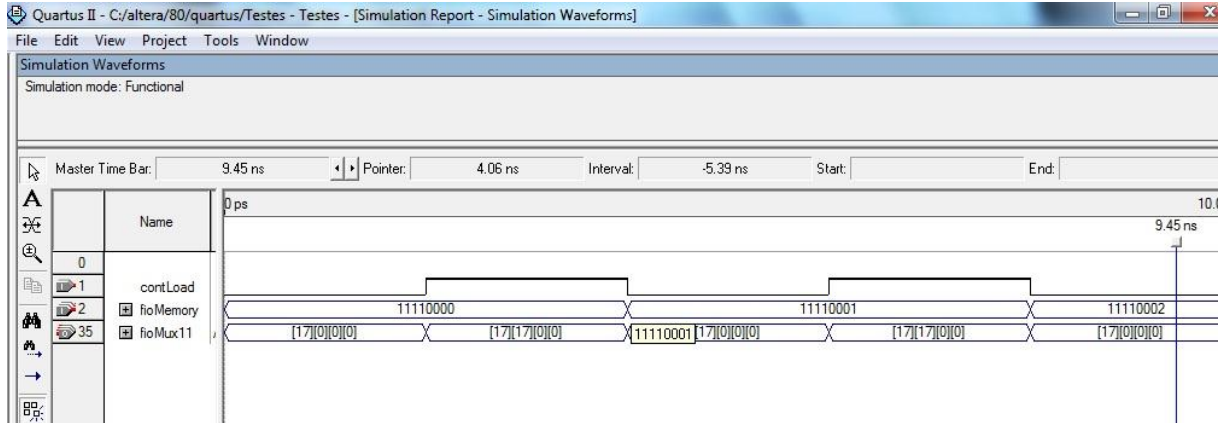 Quartus II - C:/altera/80/quartus/Testes - Testes - [Simulation Report - Simulation Waveforms]
File Edit View Project Tools Window
Simulation Waveforms
Simulation mode: Functional
Master Time Bar: 9.45 ns Pointer: 4.06 ns Interval: -5.39 ns Start: End:
A Name 0 ps 10.0
9.45 ns
0
1 contLoad
2 fioMemory 11110000 11110001 11110002
35 fioMux11 [17][0][0][0] [17][17][0][0] 11110001 [17][0][0][0] [17][17][0][0] [17][0][0][0]